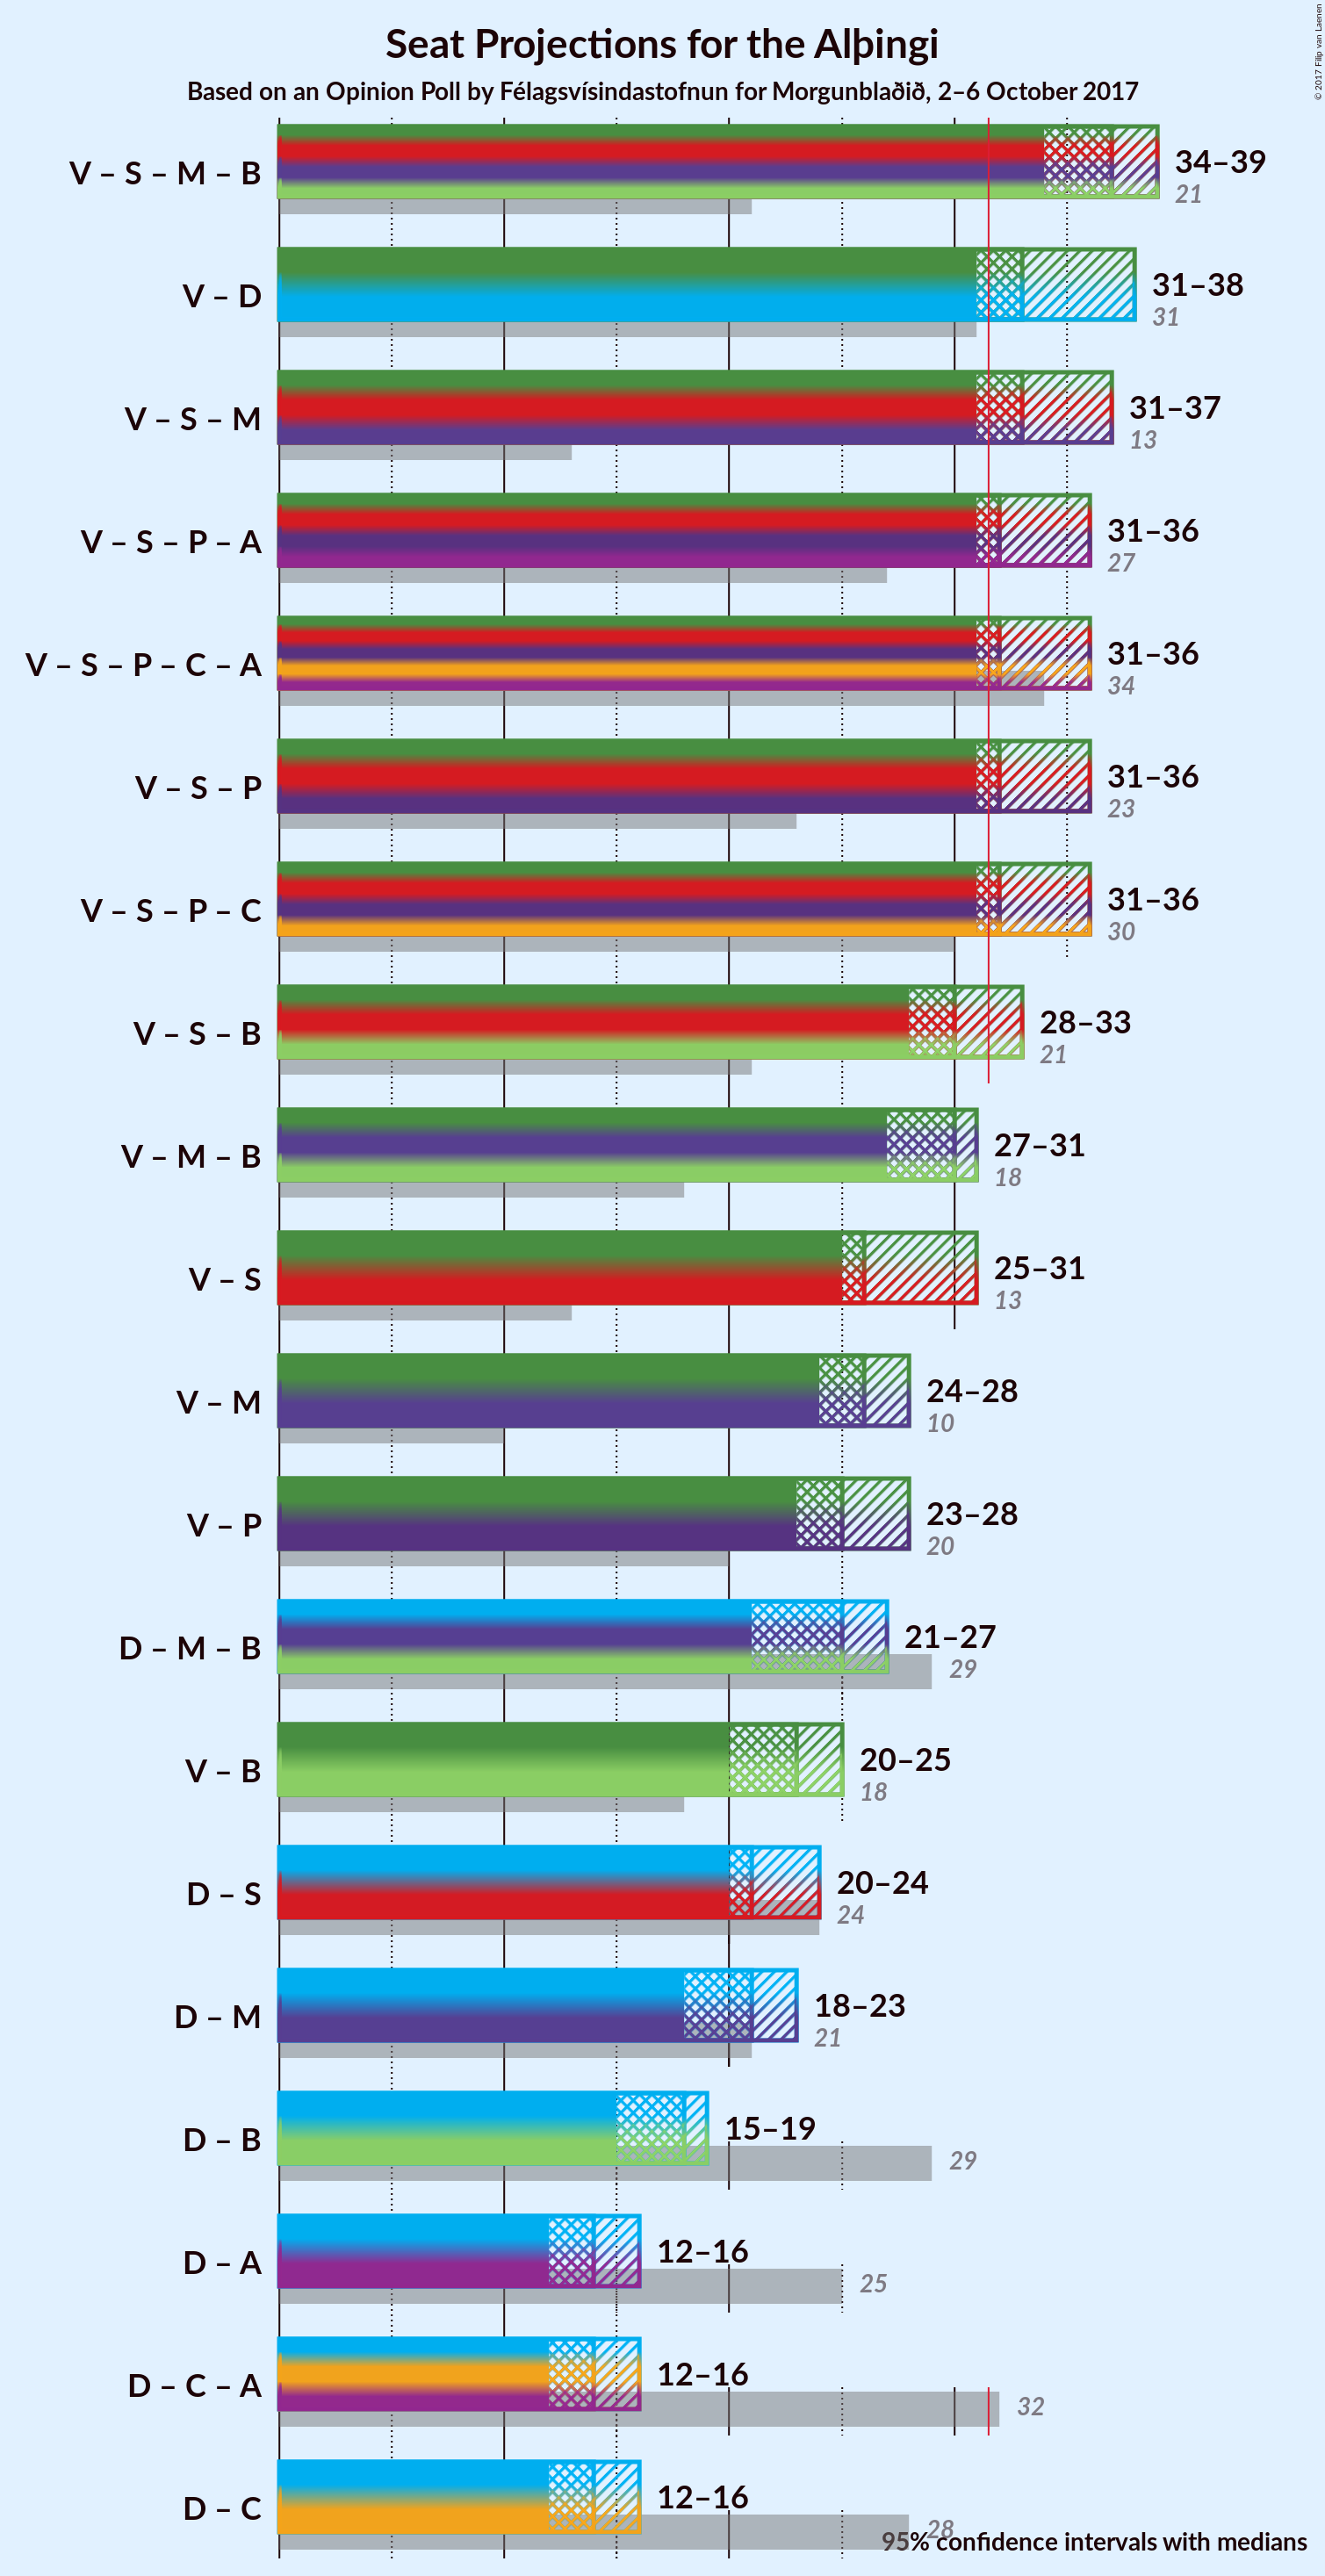 Seat Projections for the Alþingi
Based on an Opinion Poll by Félagsvísindastofnun for Morgunblaðið, 2–6 October 2017
© 2017 Filip van Laenen
V – S – M – B
34–39
21
V – D
31–38
31
V – S – M
31–37
13
V – S – P – A
31–36
27
V – S – P – C – A
31–36
34
V – S – P
31–36
23
V – S – P – C
31–36
30
V – S – B
28–33
21
V – M – B
27–31
18
V – S
25–31
13
V – M
24–28
10
V – P
23–28
20
D – M – B
21–27
29
V – B
20–25
18
D – S
20–24
24
D – M
18–23
21
D – B
15–19
29
D – A
12–16
25
D – C – A
12–16
32
D – C
12–16
28
95% confidence intervals with medians